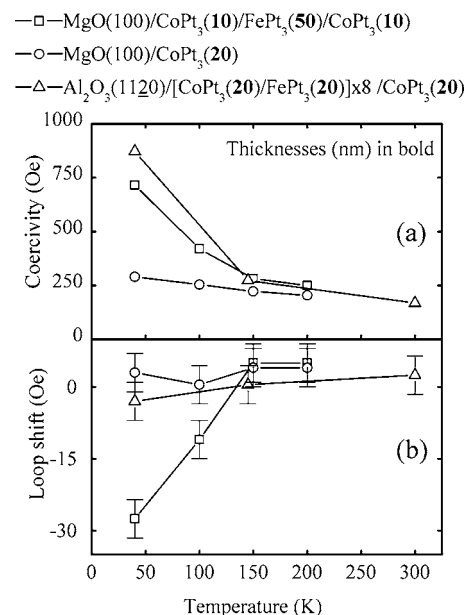 MgO(100)/CoPt₃(10)/FePt₃(50)/CoPt₃(10)
MgO(100)/CoPt₃(20)
Al₂O₃(1120)/[CoPt₃(20)/FePt₃(20)]x8 /CoPt₃(20)
1000
750
500
250
0
Coercivity (Oe)
Thicknesses (nm) in bold
(a)
0
-15
-30
Loop shift (Oe)
(b)
0 50 100 150 200 250 300
Temperature (K)